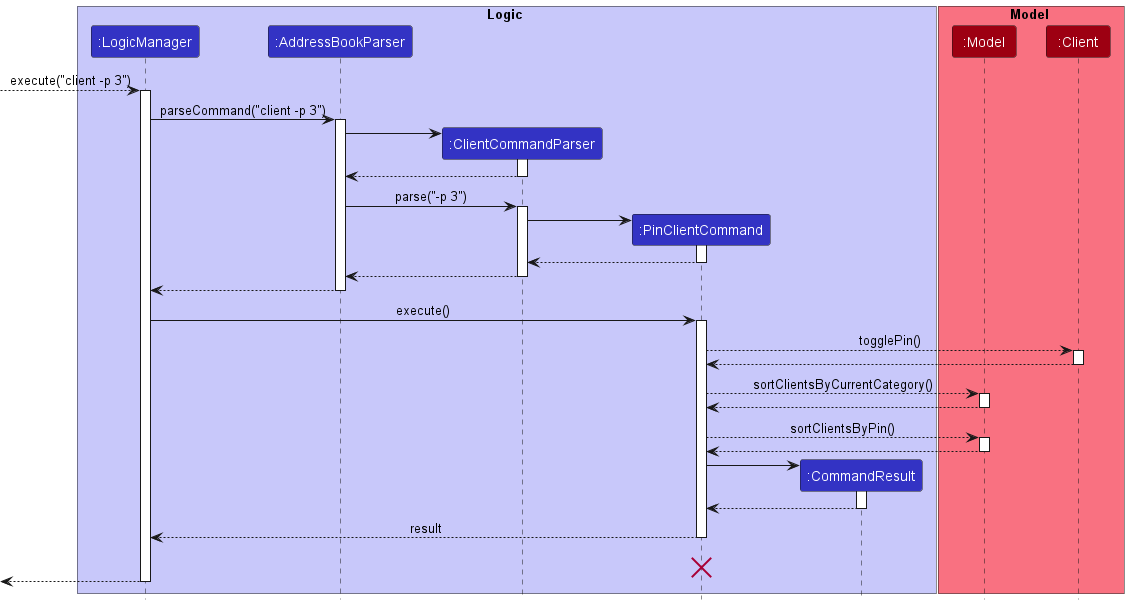 Logic
Model
:LogicManager
:AddressBookParser
:Model
:Client
execute("client -p 3")
parseCommand("client -p 3")
:ClientCommandParser
parse("-p 3")
:PinClientCommand
execute()
togglePin()
sortClientsByCurrentCategory()
sortClientsByPin()
:CommandResult
result